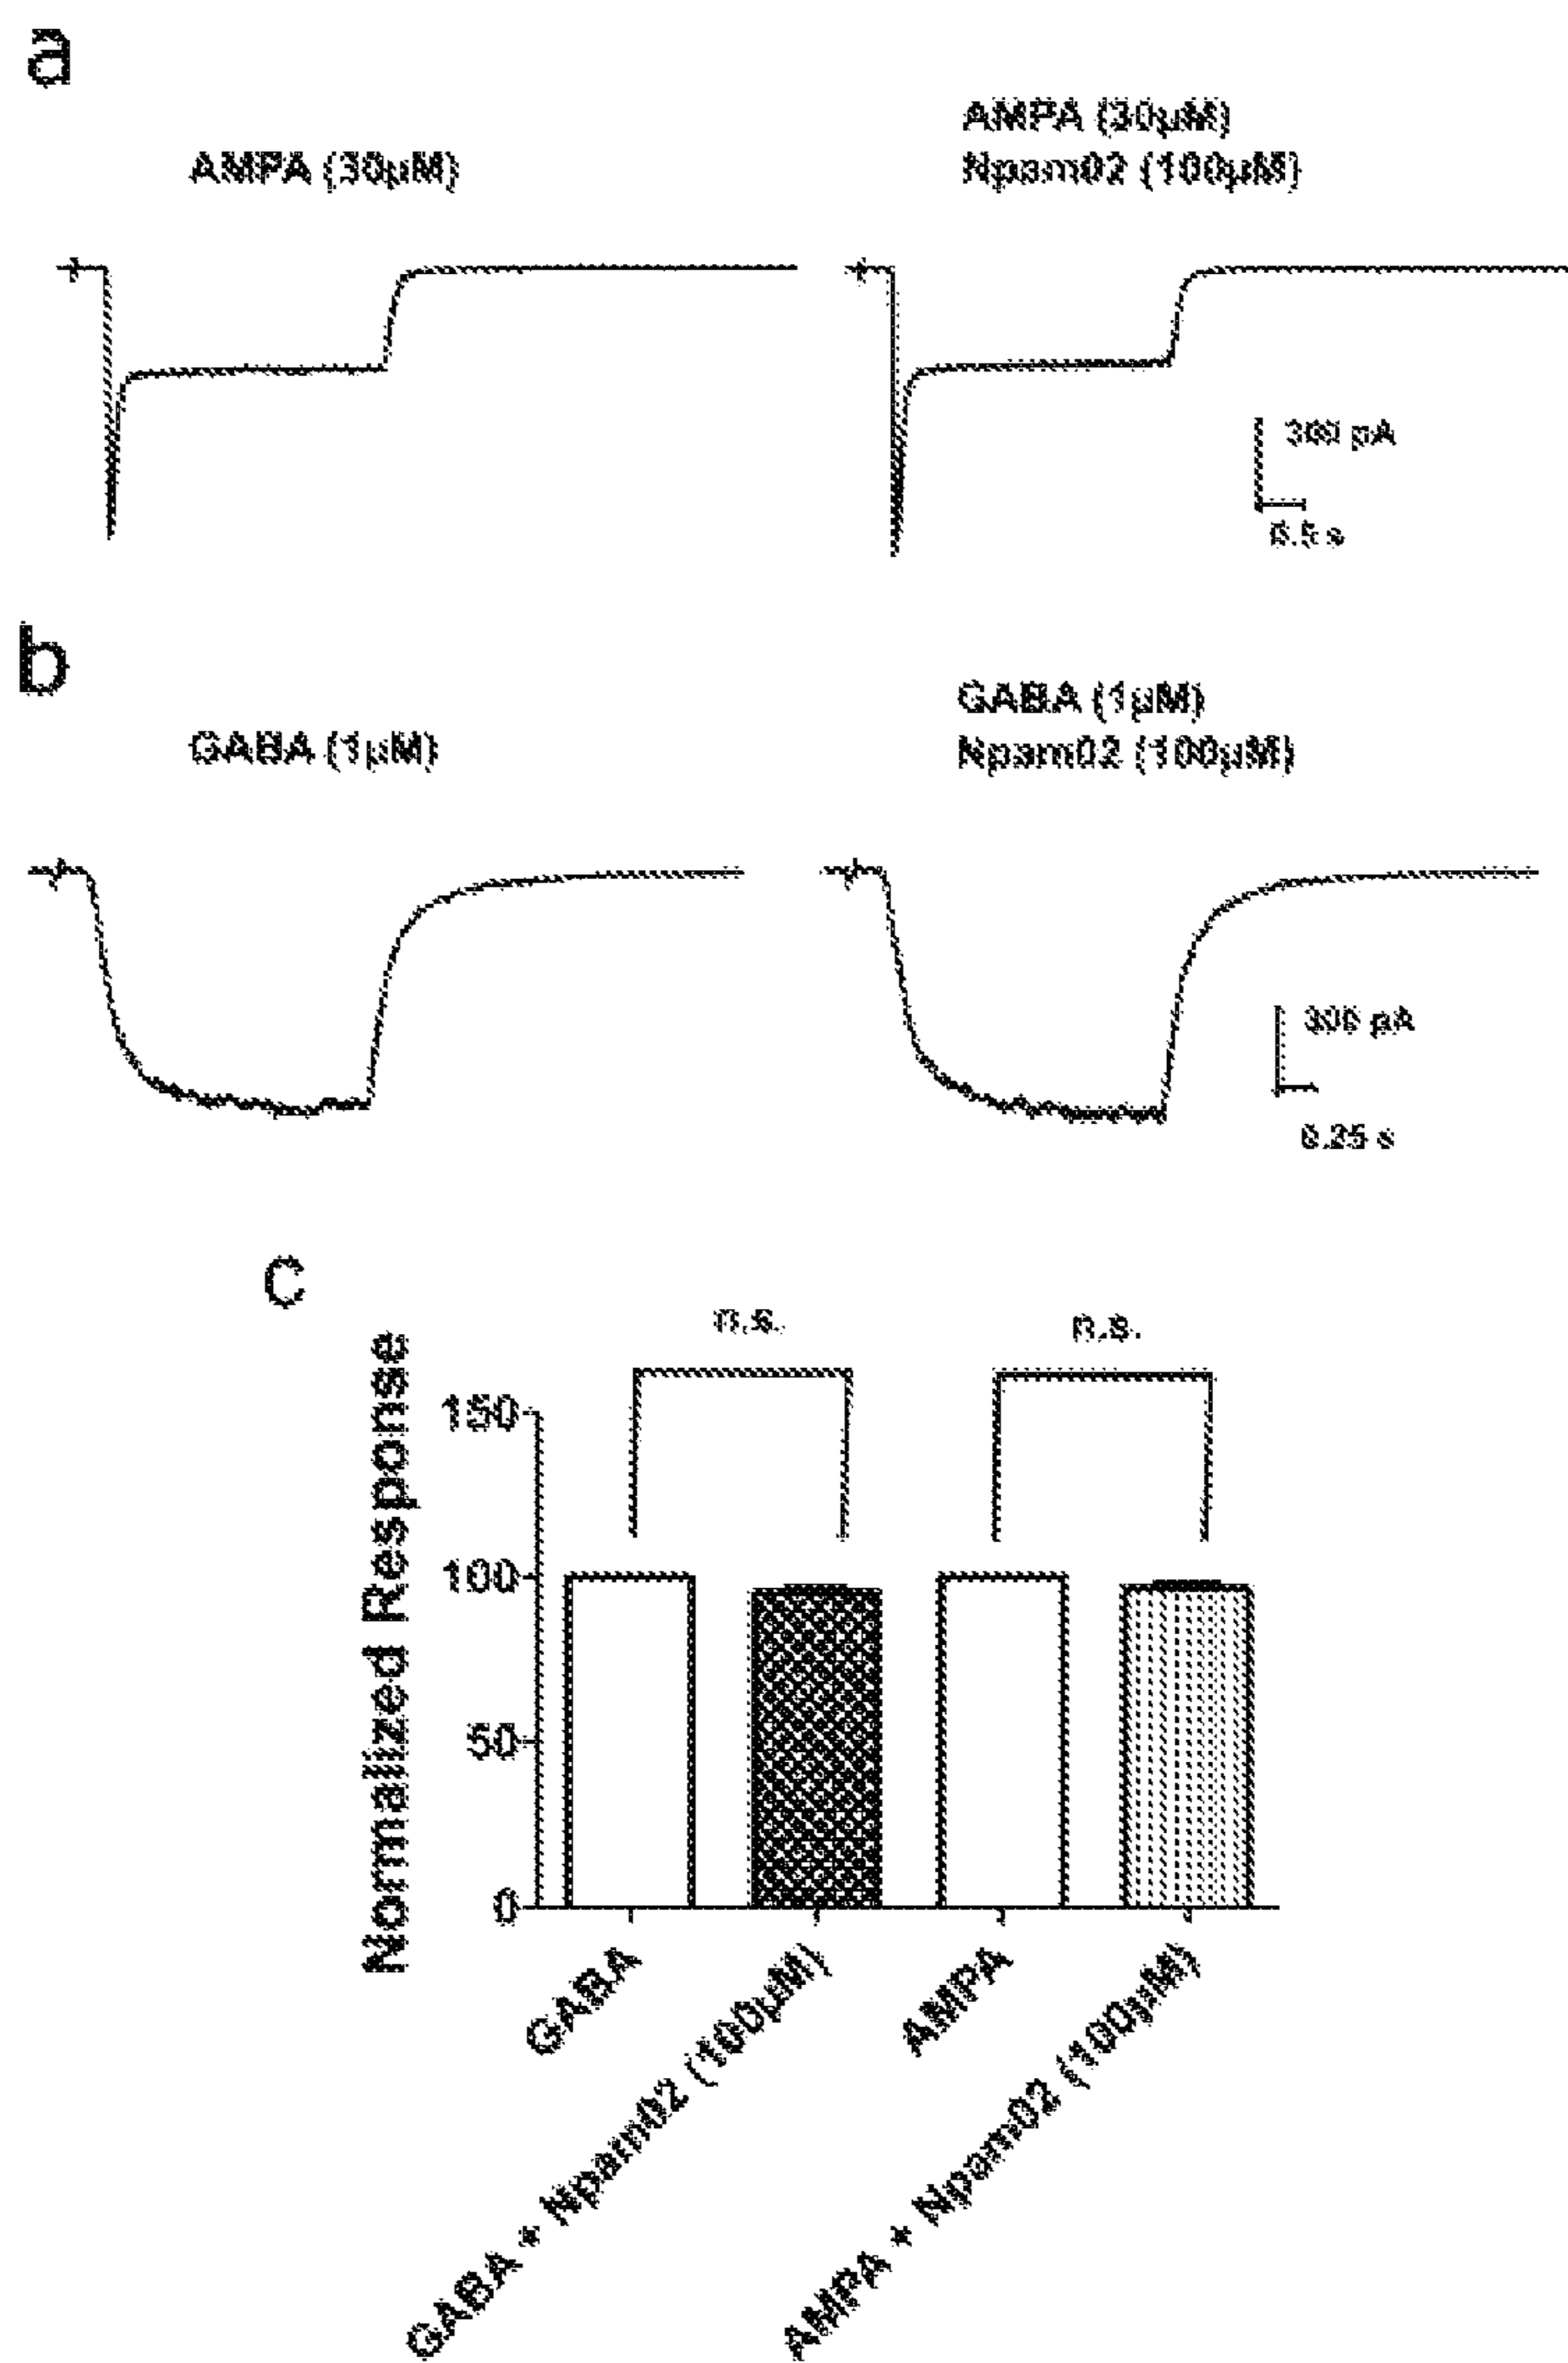 a
AMPA (30µM)
AMPA (30µM)
Npam02 (100µM)
300 pA
0.5 s
b
GABA (1µM)
GABA (1µM)
Npam02 (100µM)
300 pA
0.25 s
c
n.s.
n.s.
Normalized Response
150
100
50
0
GABA
GABA + Npam02 (100µM)
AMPA
AMPA + Npam02 (100µM)